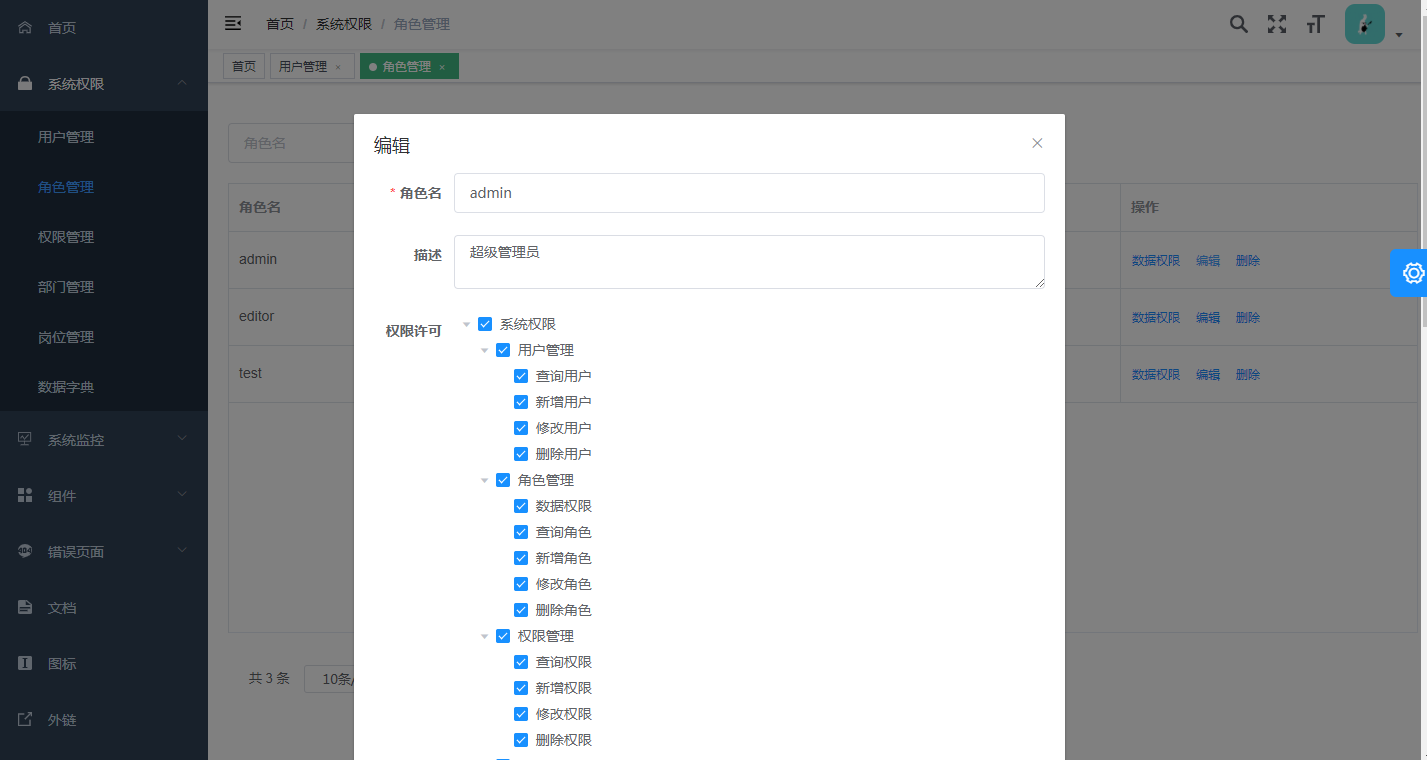 首页
系统权限
用户管理
角色管理
权限管理
部门管理
岗位管理
数据字典
系统监控
组件
错误页面
文档
图标
外链
首页 / 系统权限 / 角色管理
首页 用户管理 × 角色管理 ×
角色名
角色名 操作
admin 数据权限 编辑 删除
editor 数据权限 编辑 删除
test 数据权限 编辑 删除
共 3 条 10条/
编辑
* 角色名 admin
描述 超级管理员
权限许可 系统权限
用户管理
查询用户
新增用户
修改用户
删除用户
角色管理
数据权限
查询角色
新增角色
修改角色
删除角色
权限管理
查询权限
新增权限
修改权限
删除权限